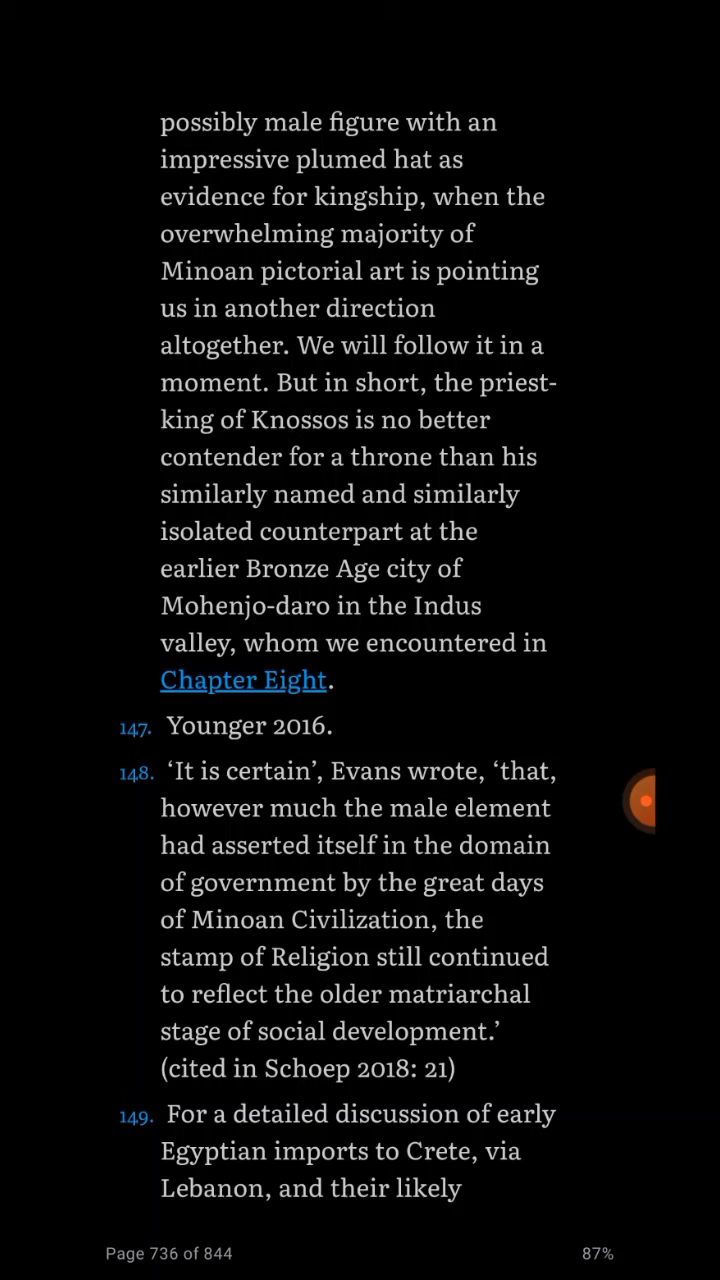 possibly male figure with an
impressive plumed hat as
evidence for kingship, when the
overwhelming majority of
Minoan pictorial art is pointing
us in another direction
altogether. We will follow it in a
moment. But in short, the priest-
king of Knossos is no better
contender for a throne than his
similarly named and similarly
isolated counterpart at the
earlier Bronze Age city of
Mohenjo-daro in the Indus
valley, whom we encountered in
Chapter Eight.
147. Younger 2016.
148. ‘It is certain’, Evans wrote, ‘that,
however much the male element
had asserted itself in the domain
of government by the great days
of Minoan Civilization, the
stamp of Religion still continued
to reflect the older matriarchal
stage of social development.’
(cited in Schoep 2018: 21)
149. For a detailed discussion of early
Egyptian imports to Crete, via
Lebanon, and their likely
Page 736 of 844 87%